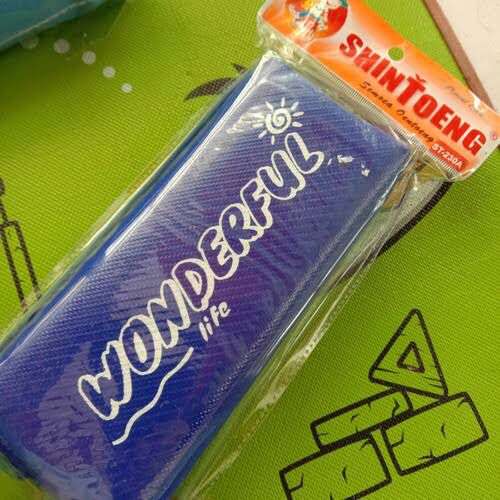 SHINTOENG
ST-230A
WONDERFUL
life